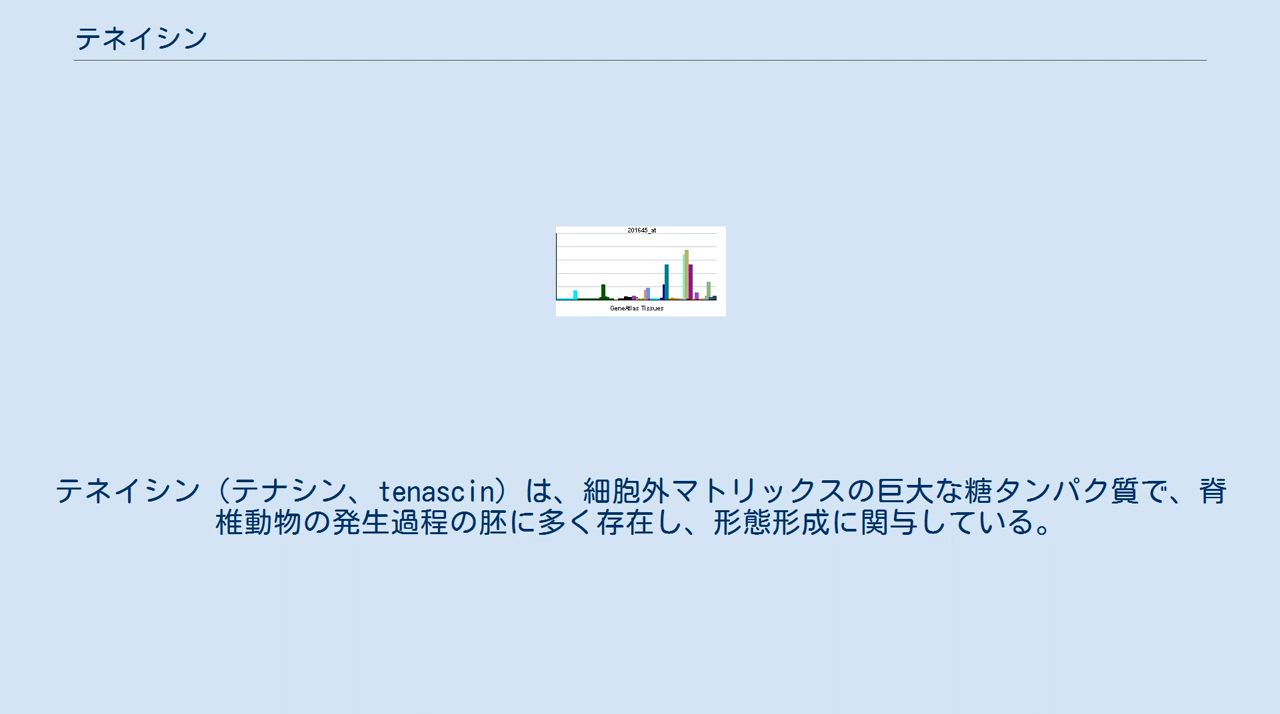 テネイシン
201645_at
GeneAtlas Tissues
テネイシン（テナシン、tenascin）は、細胞外マトリックスの巨大な糖タンパク質で、脊
椎動物の発生過程の胚に多く存在し、形態形成に関与している。